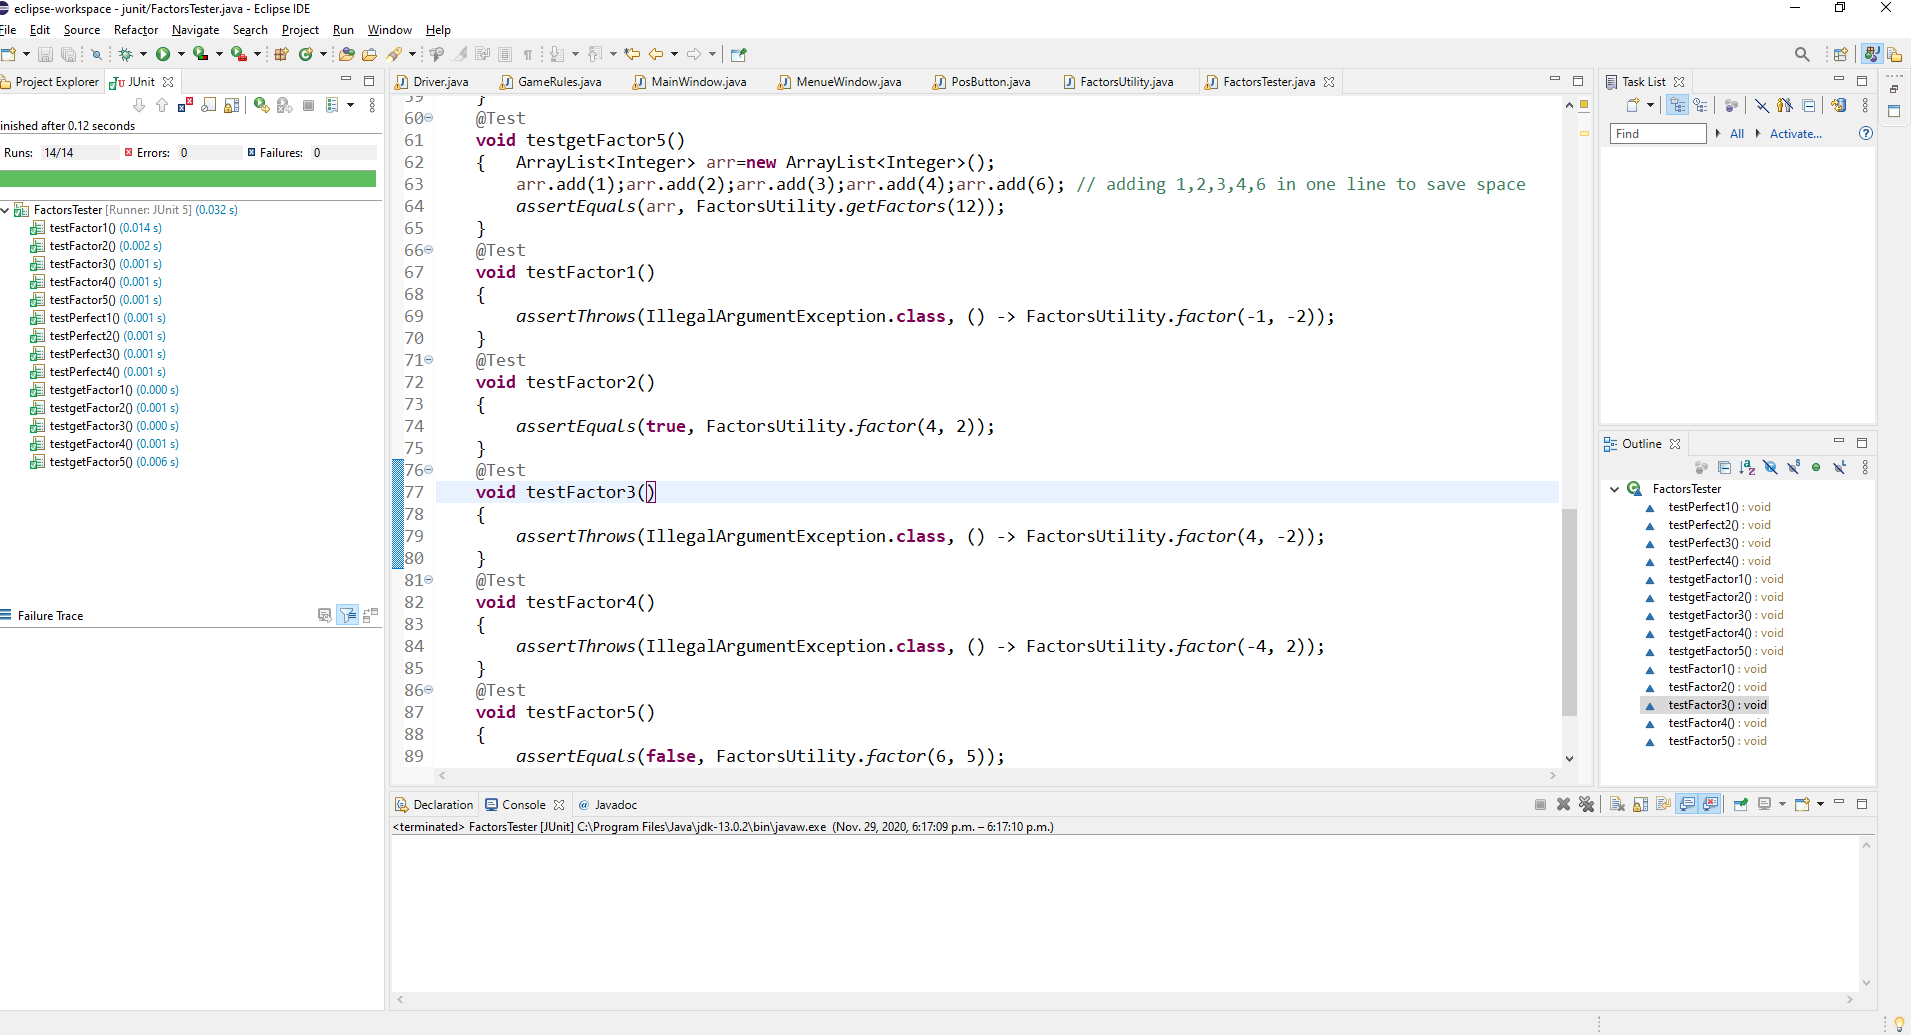 eclipse-workspace - junit/FactorsTester.java - Eclipse IDE
File Edit Source Refactor Navigate Search Project Run Window Help
Project Explorer JUnit
inished after 0.12 seconds
Runs: 14/14 Errors: 0 Failures: 0
FactorsTester [Runner: JUnit 5] (0.032 s)
testFactor1() (0.014 s)
testFactor2() (0.002 s)
testFactor3() (0.001 s)
testFactor4() (0.001 s)
testFactor5() (0.001 s)
testPerfect1() (0.001 s)
testPerfect2() (0.001 s)
testPerfect3() (0.001 s)
testPerfect4() (0.001 s)
testgetFactor1() (0.000 s)
testgetFactor2() (0.001 s)
testgetFactor3() (0.000 s)
testgetFactor4() (0.001 s)
testgetFactor5() (0.006 s)
Failure Trace
Driver.java GameRules.java MainWindow.java MenueWindow.java PosButton.java FactorsUtility.java FactorsTester.java
59 }
60 @Test
61 void testgetFactor5()
62 { ArrayList<Integer> arr=new ArrayList<Integer>();
63 arr.add(1);arr.add(2);arr.add(3);arr.add(4);arr.add(6); // adding 1,2,3,4,6 in one line to save space
64 assertEquals(arr, FactorsUtility.getFactors(12));
65 }
66 @Test
67 void testFactor1()
68 {
69 assertThrows(IllegalArgumentException.class, () -> FactorsUtility.factor(-1, -2));
70 }
71 @Test
72 void testFactor2()
73 {
74 assertEquals(true, FactorsUtility.factor(4, 2));
75 }
76 @Test
77 void testFactor3()
78 {
79 assertThrows(IllegalArgumentException.class, () -> FactorsUtility.factor(4, -2));
80 }
81 @Test
82 void testFactor4()
83 {
84 assertThrows(IllegalArgumentException.class, () -> FactorsUtility.factor(-4, 2));
85 }
86 @Test
87 void testFactor5()
88 {
89 assertEquals(false, FactorsUtility.factor(6, 5));
Declaration Console @ Javadoc
<terminated> FactorsTester [JUnit] C:\Program Files\Java\jdk-13.0.2\bin\javaw.exe (Nov. 29, 2020, 6:17:09 p.m. – 6:17:10 p.m.)
Task List
Find All Activate...
Outline
FactorsTester
testPerfect1() : void
testPerfect2() : void
testPerfect3() : void
testPerfect4() : void
testgetFactor1() : void
testgetFactor2() : void
testgetFactor3() : void
testgetFactor4() : void
testgetFactor5() : void
testFactor1() : void
testFactor2() : void
testFactor3() : void
testFactor4() : void
testFactor5() : void